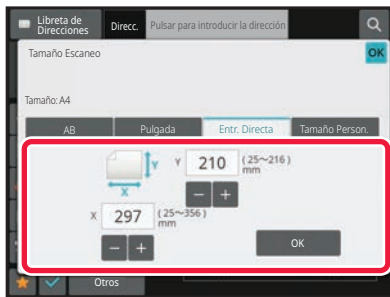 Libreta de
Direcciones
Direcc.
Pulsar para introducir la dirección
Tamaño Escaneo
OK
Tamaño: A4
AB
Pulgada
Entr. Directa
Tamaño Person.
Y
X
Y
210
(25~216)
mm
X
297
(25~356)
mm
OK
Otros